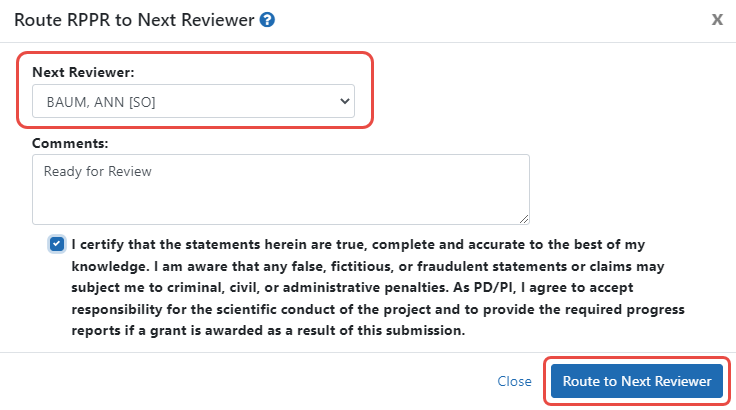 Route RPPR to Next Reviewer ?
X
Next Reviewer:
BAUM, ANN [SO]
Comments:
Ready for Review
I certify that the statements herein are true, complete and accurate to the best of my
knowledge. I am aware that any false, fictitious, or fraudulent statements or claims may
subject me to criminal, civil, or administrative penalties. As PD/PI, I agree to accept
responsibility for the scientific conduct of the project and to provide the required progress
reports if a grant is awarded as a result of this submission.
Close
Route to Next Reviewer